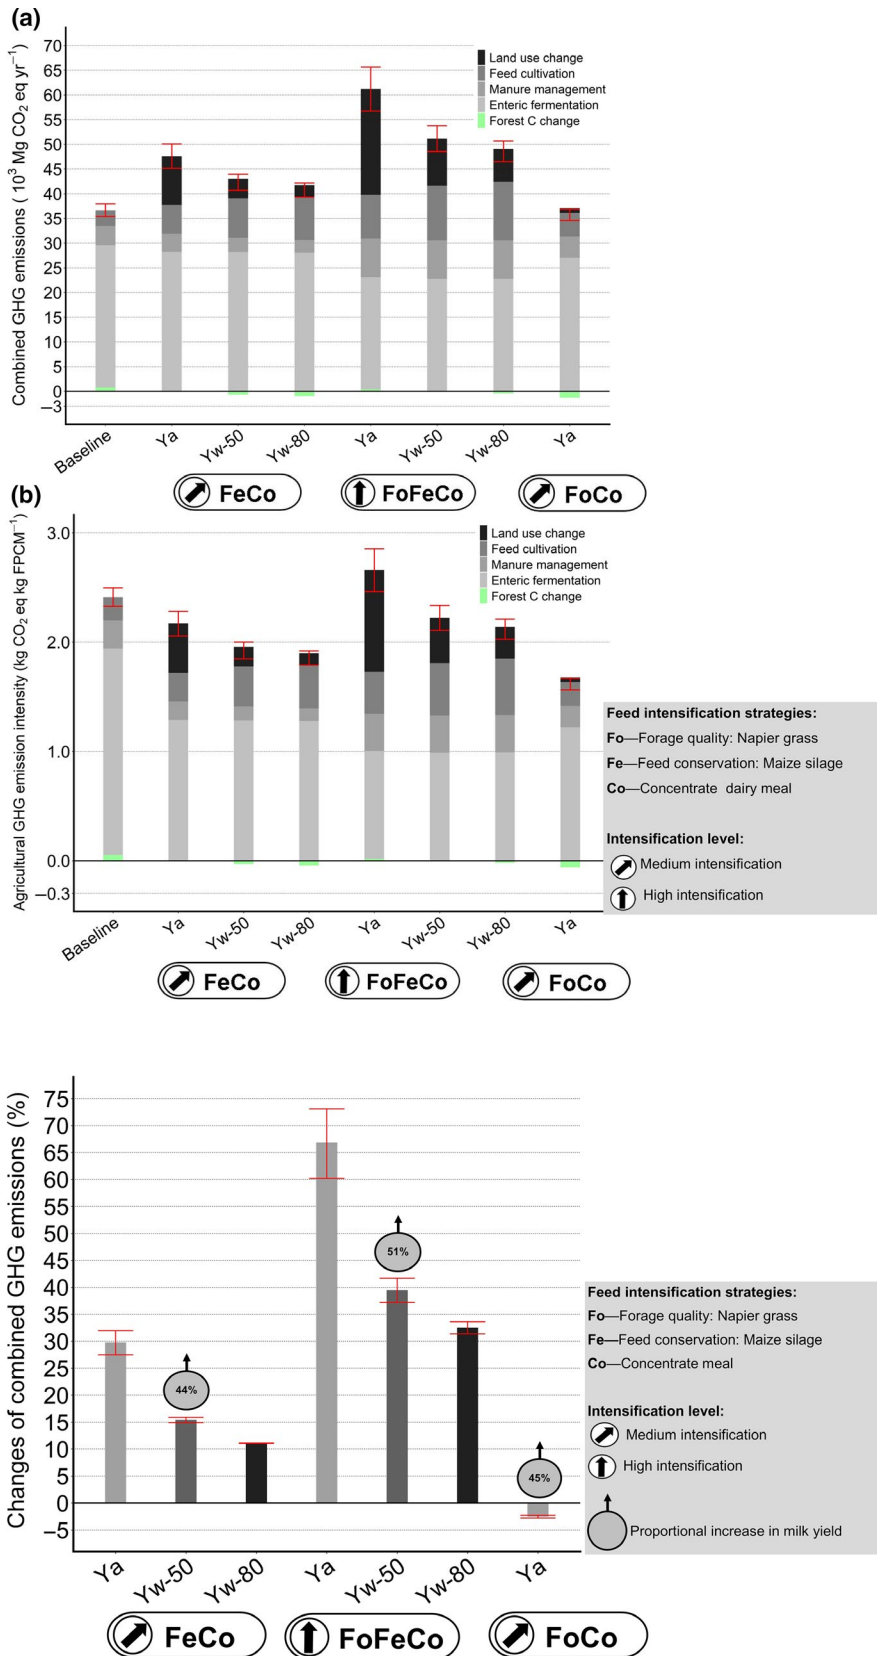 (a)
Combined GHG emissions ( 10³ Mg CO₂ eq yr⁻¹)
70
65
60
55
50
45
40
35
30
25
20
15
10
5
0
–3
Land use change
Feed cultivation
Manure management
Enteric fermentation
Forest C change
Baseline
Ya
Yw-50
Yw-80
Ya
Yw-50
Yw-80
Ya
FeCo
FoFeCo
FoCo
(b)
Agricultural GHG emission intensity (kg CO₂ eq kg FPCM⁻¹)
3.0
2.0
1.0
0.0
–0.3
Land use change
Feed cultivation
Manure management
Enteric fermentation
Forest C change
Baseline
Ya
Yw-50
Yw-80
Ya
Yw-50
Yw-80
Ya
FeCo
FoFeCo
FoCo
Feed intensification strategies:
Fo—Forage quality: Napier grass
Fe—Feed conservation: Maize silage
Co—Concentrate dairy meal
Intensification level:
Medium intensification
High intensification
Changes of combined GHG emissions (%)
75
70
65
60
55
50
45
40
35
30
25
20
15
10
5
0
–5
44%
51%
45%
Ya
Yw-50
Yw-80
Ya
Yw-50
Yw-80
Ya
FeCo
FoFeCo
FoCo
Feed intensification strategies:
Fo—Forage quality: Napier grass
Fe—Feed conservation: Maize silage
Co—Concentrate meal
Intensification level:
Medium intensification
High intensification
Proportional increase in milk yield